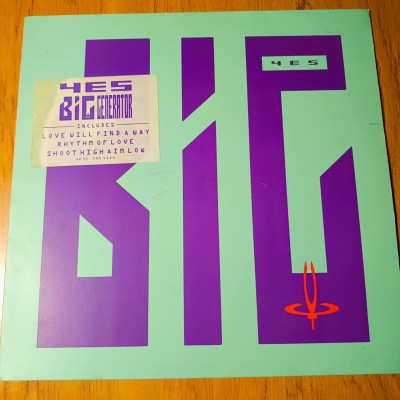 YES
YES
BIG GENERATOR
INCLUDES
LOVE WILL FIND A WAY
RHYTHM OF LOVE
SHOOT HIGH AIM LOW
BIG